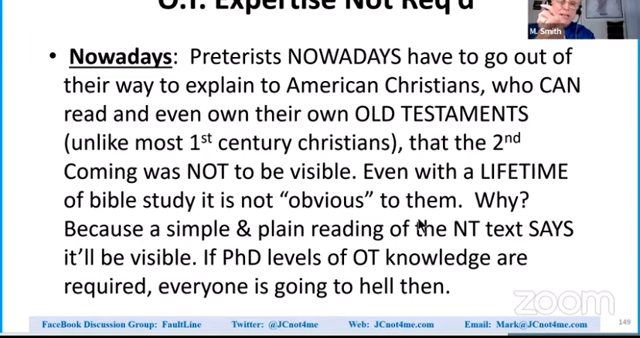 O.T. Expertise Not Req'd
M. Smith
• Nowadays: Preterists NOWADAYS have to go out of
their way to explain to American Christians, who CAN
read and even own their own OLD TESTAMENTS
(unlike most 1st century christians), that the 2nd
Coming was NOT to be visible. Even with a LIFETIME
of bible study it is not “obvious” to them. Why?
Because a simple & plain reading of the NT text SAYS
it’ll be visible. If PhD levels of OT knowledge are
required, everyone is going to hell then.
zoom
FaceBook Discussion Group: FaultLine Twitter: @JCnot4me Web: JCnot4me.com Email: Mark@JCnot4me.com 149